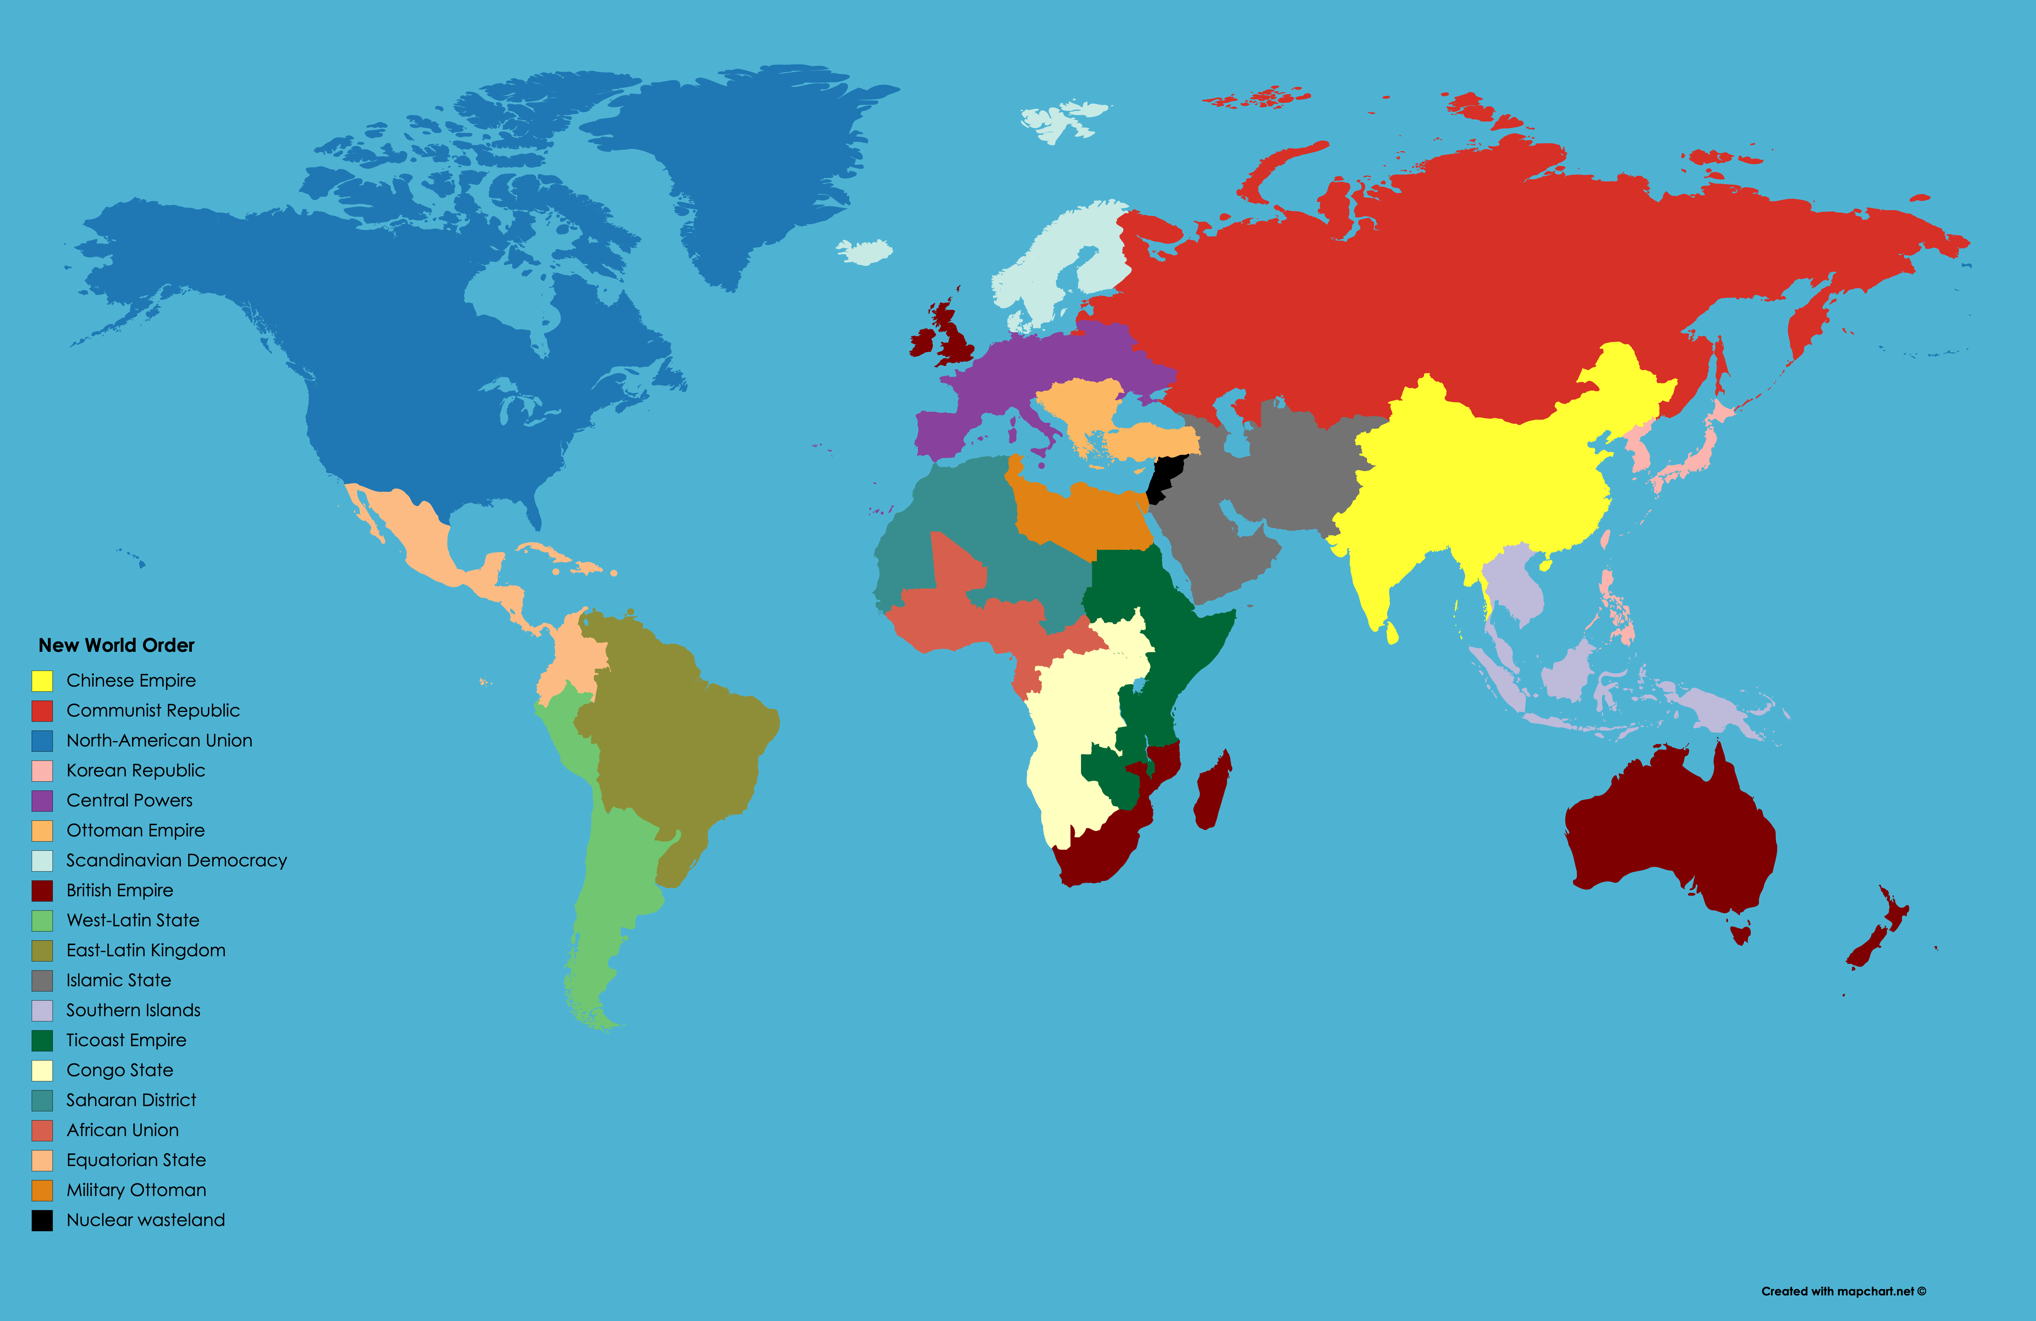 New World Order
Chinese Empire
Communist Republic
North-American Union
Korean Republic
Central Powers
Ottoman Empire
Scandinavian Democracy
British Empire
West-Latin State
East-Latin Kingdom
Islamic State
Southern Islands
Ticoast Empire
Congo State
Saharan District
African Union
Equatorian State
Military Ottoman
Nuclear wasteland
Created with mapchart.net ©